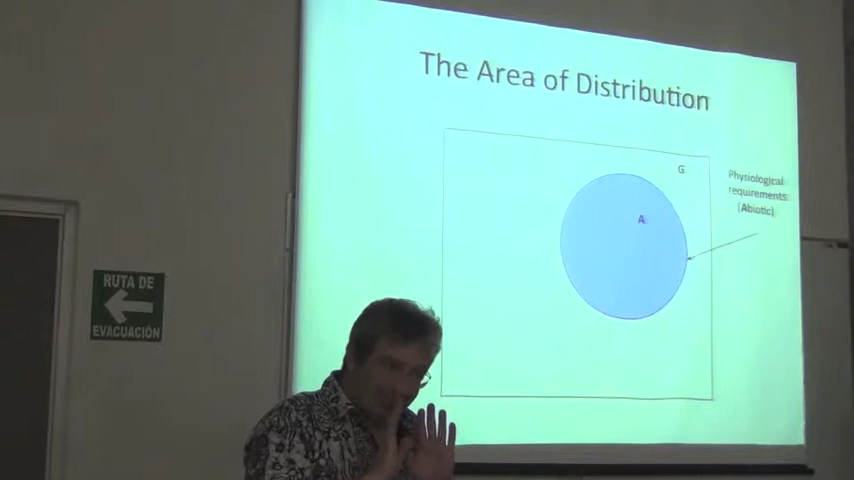 The Area of Distribution
G
Physiological
requirements
(Abiotic)
A
RUTA DE
EVACUACIÓN